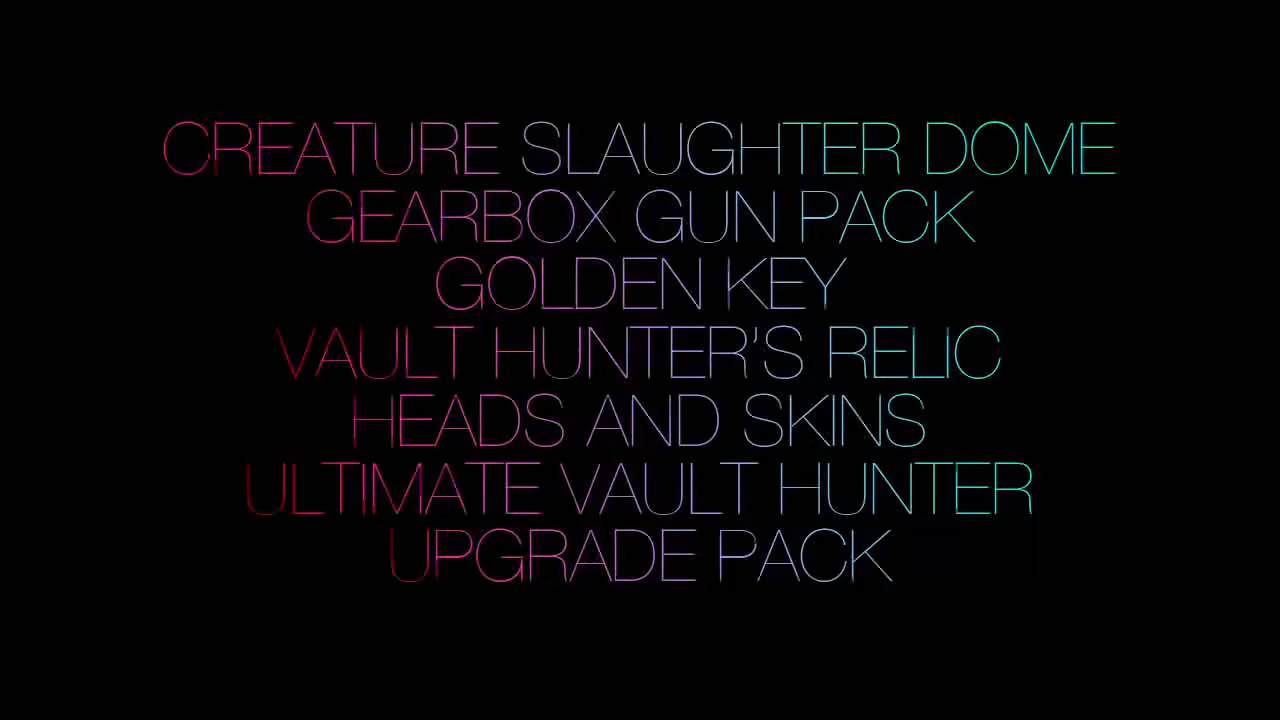 CREATURE SLAUGHTER DOME
GEARBOX GUN PACK
GOLDEN KEY
VAULT HUNTER'S RELIC
HEADS AND SKINS
ULTIMATE VAULT HUNTER
UPGRADE PACK